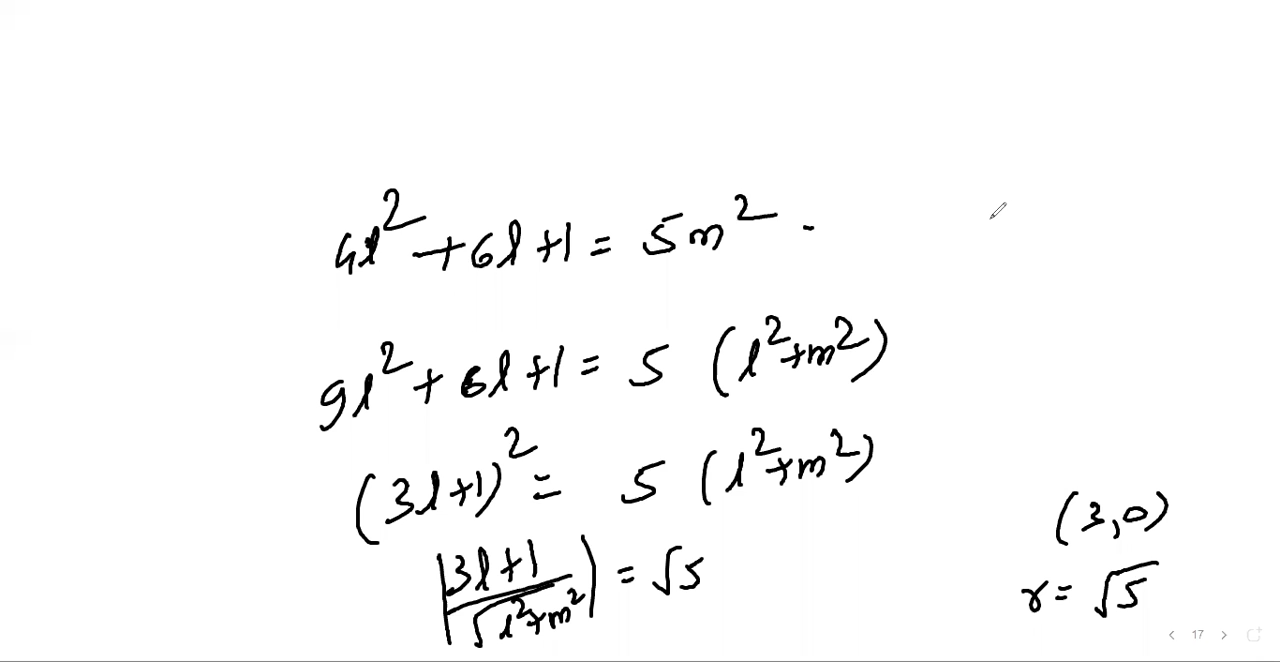 4l² + 6l + 1 = 5m² .
9l² + 6l + 1 = 5 (l² + m²)
(3l + 1)² = 5 (l² + m²)
|3l + 1 / √l² + m²| = √5
(3,0)
r = √5
< 17 >